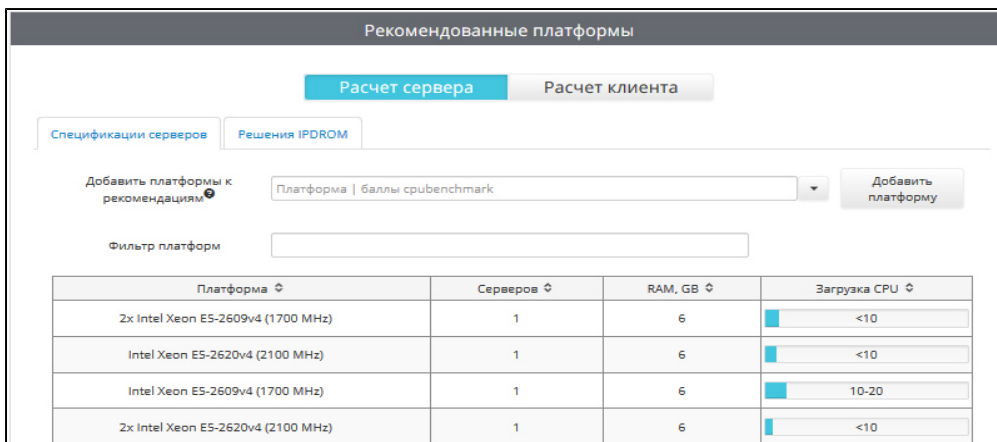 Рекомендованные платформы
Расчет сервера Расчет клиента
Спецификации серверов Решения IPDROM
Добавить платформы к рекомендациям? Платформа | баллы cpubenchmark Добавить платформу
Фильтр платформ
Платформа Серверов RAM, GB Загрузка CPU
2x Intel Xeon E5-2609v4 (1700 MHz) 1 6 <10
Intel Xeon E5-2620v4 (2100 MHz) 1 6 <10
Intel Xeon E5-2609v4 (1700 MHz) 1 6 10-20
2x Intel Xeon E5-2620v4 (2100 MHz) 1 6 <10